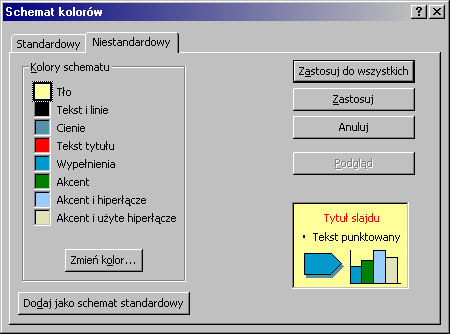 Schemat kolorów
Standardowy
Niestandardowy
Kolory schematu
Tło
Tekst i linie
Cienie
Tekst tytułu
Wypełnienia
Akcent
Akcent i hiperłącze
Akcent i użyte hiperłącze
Zmień kolor...
Dodaj jako schemat standardowy
Zastosuj do wszystkich
Zastosuj
Anuluj
Podgląd
Tytuł slajdu
• Tekst punktowany